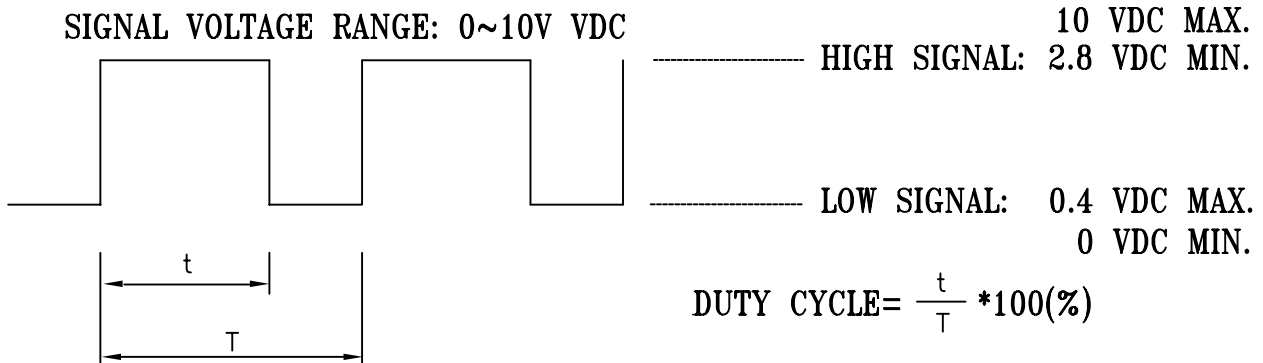 SIGNAL VOLTAGE RANGE: 0~10V VDC
10 VDC MAX.
HIGH SIGNAL: 2.8 VDC MIN.
LOW SIGNAL: 0.4 VDC MAX.
0 VDC MIN.
t
T
DUTY CYCLE= t/T *100(%)